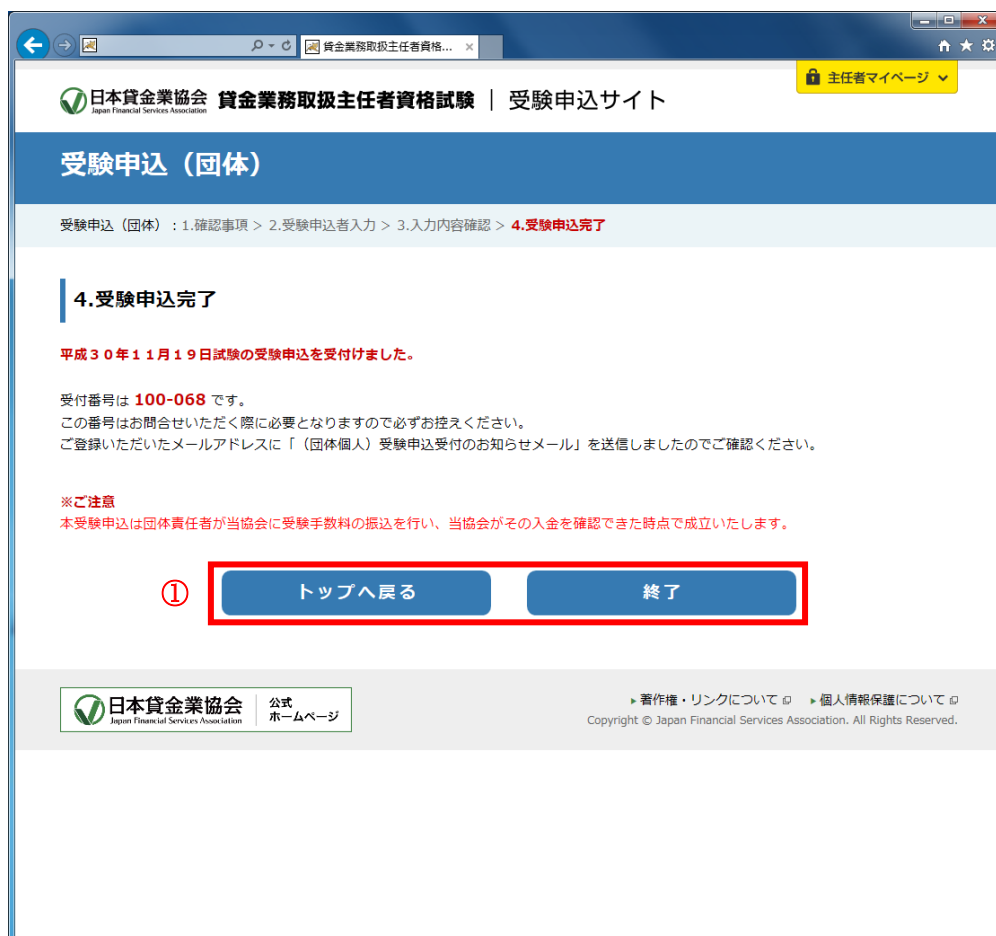 貸金業務取扱主任者資格...
主任者マイページ
日本貸金業協会 貸金業務取扱主任者資格試験 | 受験申込サイト
Japan Financial Services Association
受験申込（団体）
受験申込（団体）：1.確認事項 > 2.受験申込者入力 > 3.入力内容確認 > 4.受験申込完了
4.受験申込完了
平成３０年１１月１９日試験の受験申込を受付けました。
受付番号は 100-068 です。
この番号はお問合せいただく際に必要となりますので必ずお控えください。
ご登録いただいたメールアドレスに「（団体個人）受験申込受付のお知らせメール」を送信しましたのでご確認ください。
※ご注意
本受験申込は団体責任者が当協会に受験手数料の振込を行い、当協会がその入金を確認できた時点で成立いたします。
① トップへ戻る 終了
日本貸金業協会 公式
Japan Financial Services Association ホームページ
著作権・リンクについて 個人情報保護について
Copyright © Japan Financial Services Association. All Rights Reserved.